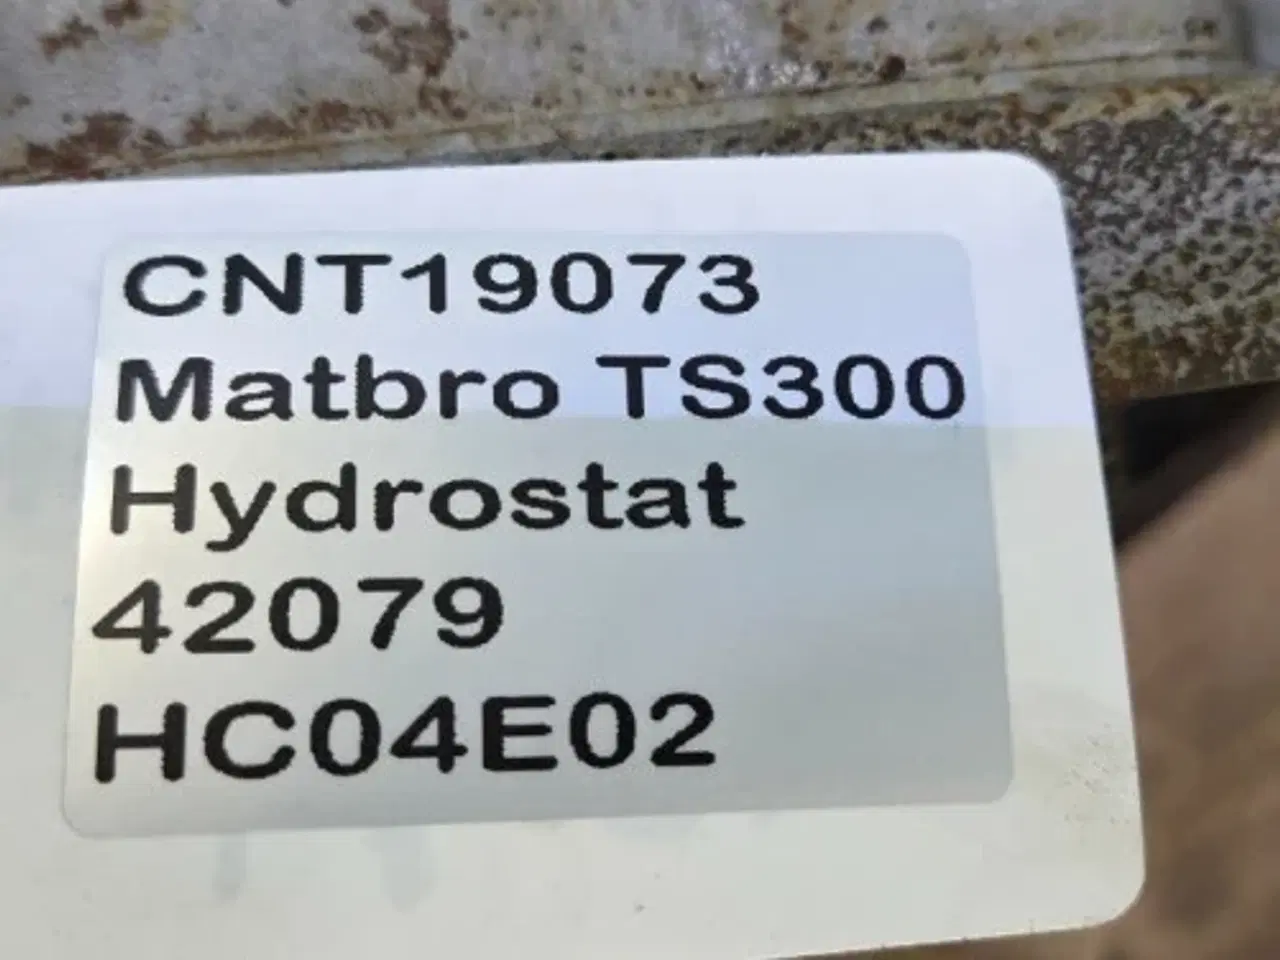 CNT19073
Matbro TS300
Hydrostat
42079
HC04E02